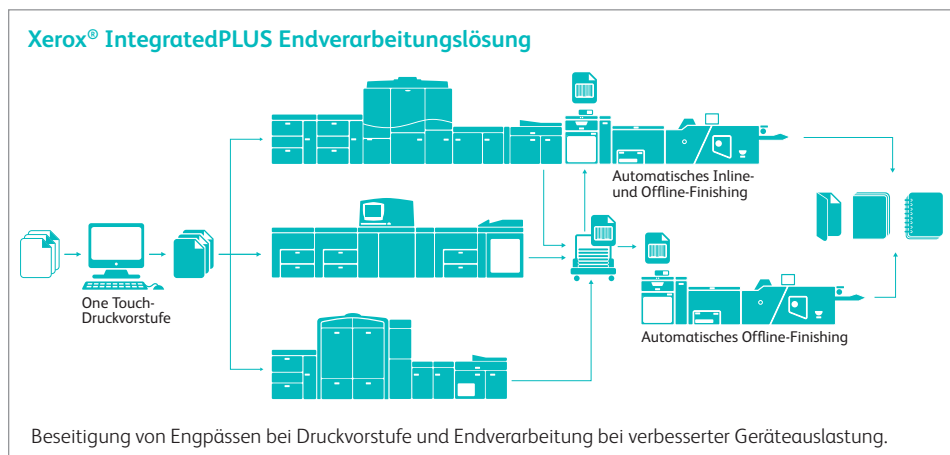 Xerox® IntegratedPLUS Endverarbeitungslösung
Automatisches Inline-
und Offline-Finishing
One Touch-
Druckvorstufe
Automatisches Offline-Finishing
Beseitigung von Engpässen bei Druckvorstufe und Endverarbeitung bei verbesserter Geräteauslastung.